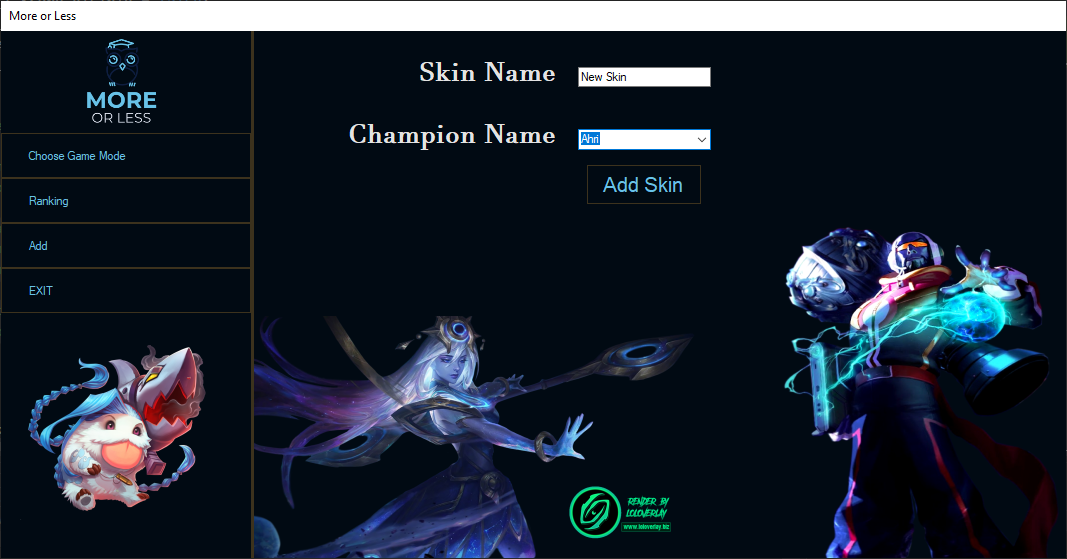 More or Less
MORE
OR LESS
Choose Game Mode
Ranking
Add
EXIT
Skin Name
New Skin
Champion Name
Ahri
Add Skin
RENDER BY
LOLOVERLAY
www.loloverlay.biz